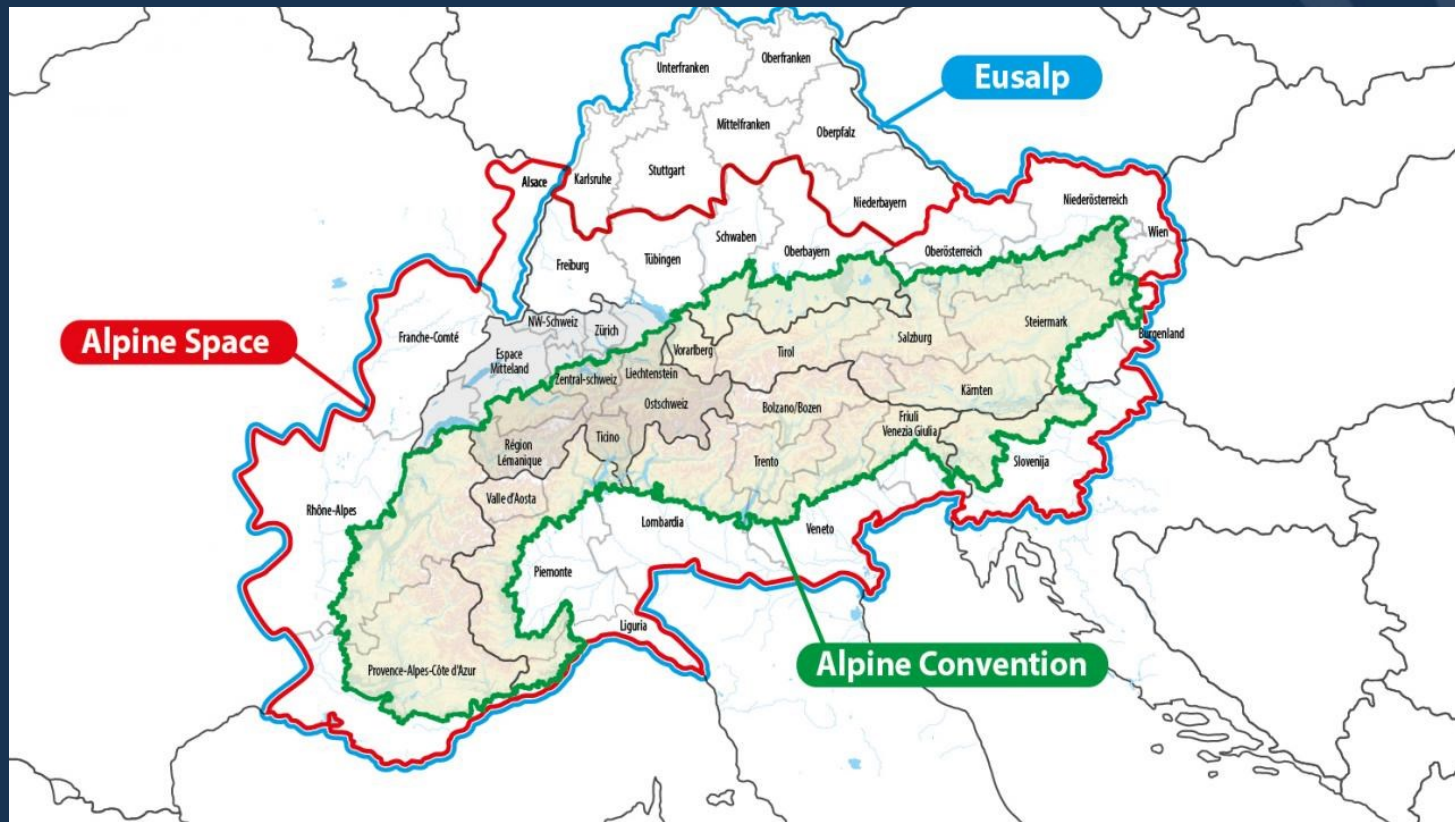 Unterfranken
Oberfranken
Eusalp
Mittelfranken
Oberpfalz
Alsace
Karlsruhe
Stuttgart
Niederbayern
Niederösterreich
Wien
Schwaben
Oberbayern
Oberösterreich
Freiburg
Tübingen
Alpine Space
Franche-Comté
NW-Schweiz
Zürich
Espace
Mitteland
Zentral-schweiz
Liechtenstein
Vorarlberg
Tirol
Salzburg
Steiermark
Burgenland
Ostschweiz
Bolzano/Bozen
Kärnten
Région
Lémanique
Ticino
Trento
Friuli
Venezia Giulia
Slovenija
Rhône-Alpes
Valle d'Aosta
Lombardia
Veneto
Piemonte
Liguria
Provence-Alpes-Côte d'Azur
Alpine Convention